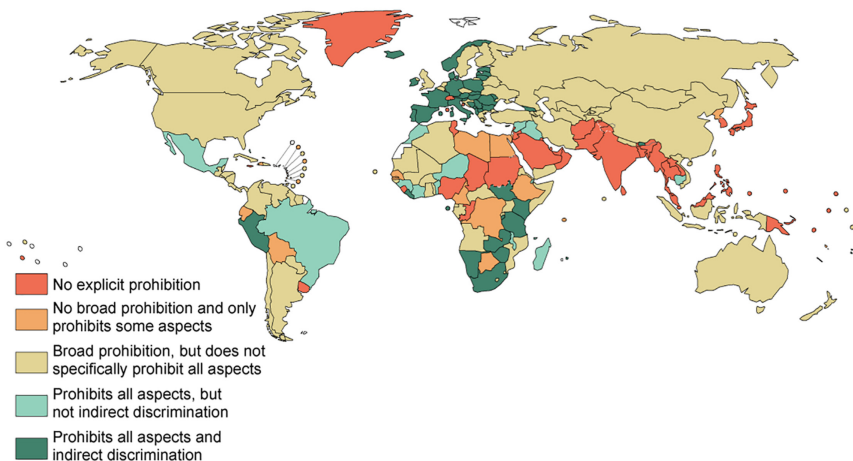 No explicit prohibition
No broad prohibition and only
prohibits some aspects
Broad prohibition, but does not
specifically prohibit all aspects
Prohibits all aspects, but
not indirect discrimination
Prohibits all aspects and
indirect discrimination